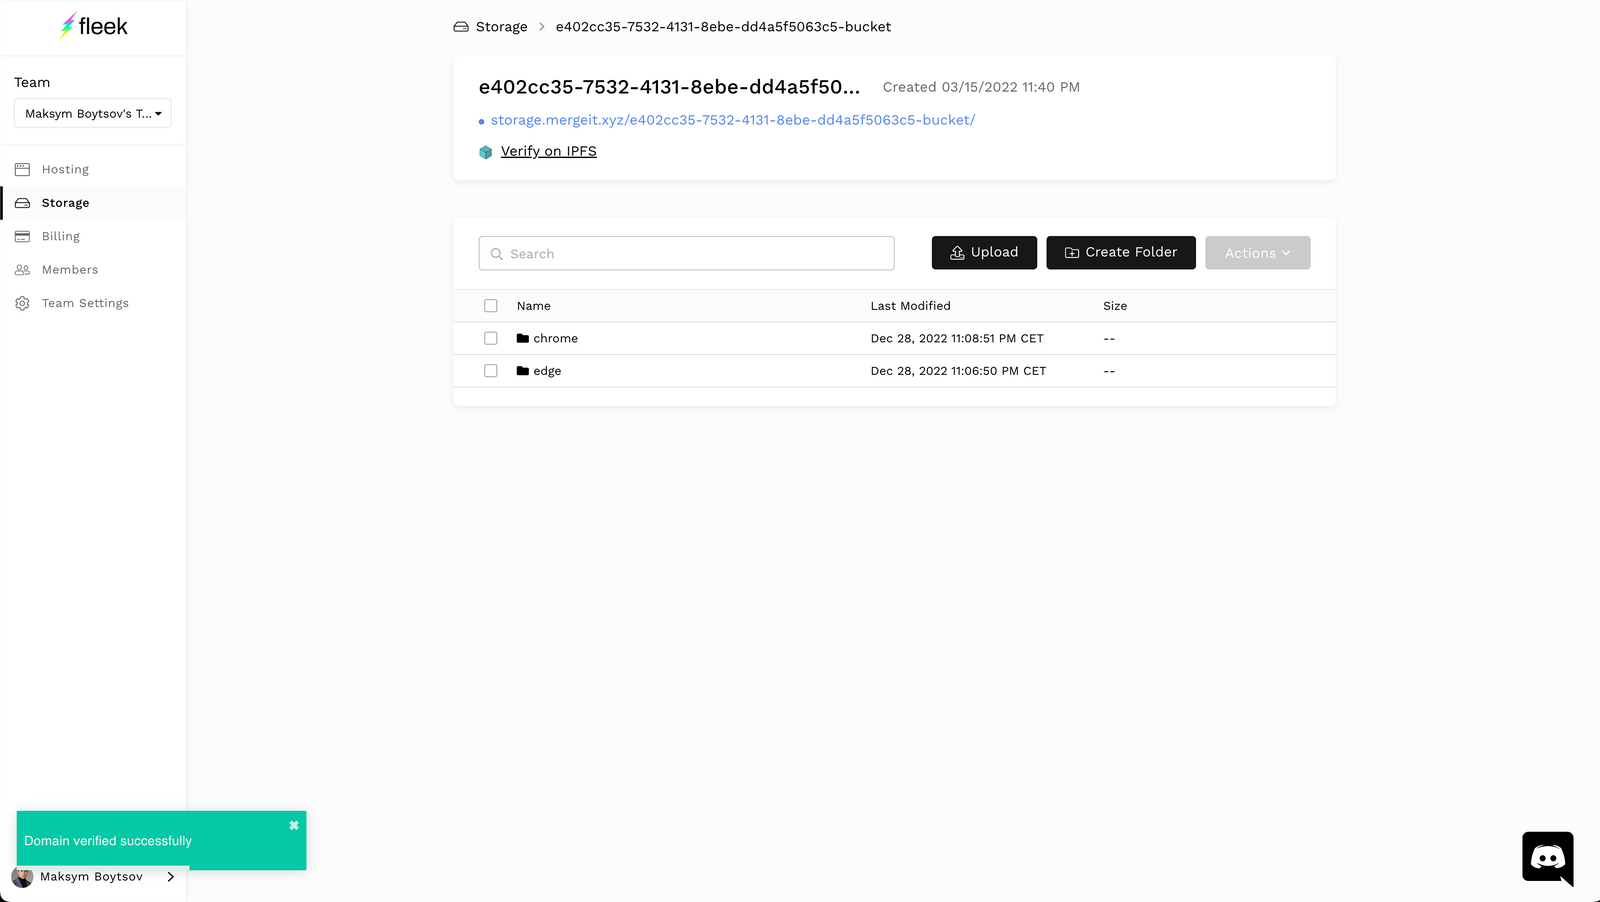 fleek
Team
Maksym Boytsov's T...
Hosting
Storage
Billing
Members
Team Settings
Storage > e402cc35-7532-4131-8ebe-dd4a5f5063c5-bucket
e402cc35-7532-4131-8ebe-dd4a5f50... Created 03/15/2022 11:40 PM
storage.mergeit.xyz/e402cc35-7532-4131-8ebe-dd4a5f5063c5-bucket/
Verify on IPFS
Search Upload Create Folder Actions
Name Last Modified Size
chrome Dec 28, 2022 11:08:51 PM CET --
edge Dec 28, 2022 11:06:50 PM CET --
Domain verified successfully
Maksym Boytsov